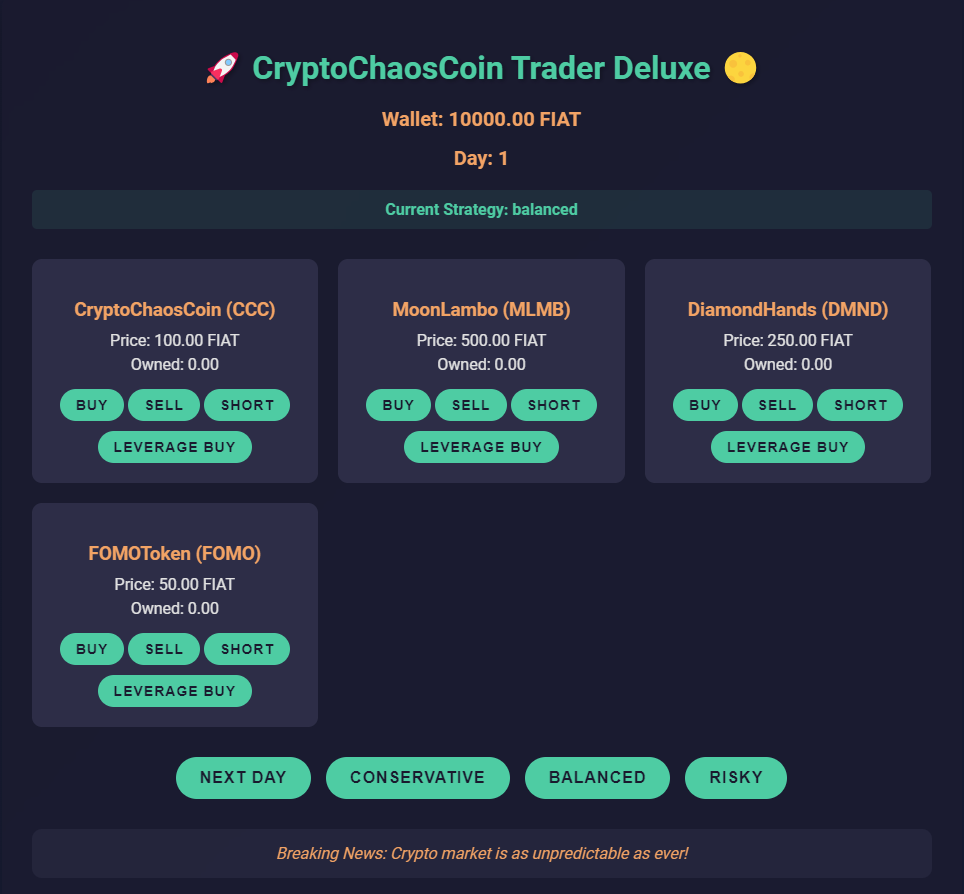 🚀 CryptoChaosCoin Trader Deluxe 🌕
Wallet: 10000.00 FIAT
Day: 1
Current Strategy: balanced
CryptoChaosCoin (CCC)
Price: 100.00 FIAT
Owned: 0.00
BUY SELL SHORT
LEVERAGE BUY
MoonLambo (MLMB)
Price: 500.00 FIAT
Owned: 0.00
BUY SELL SHORT
LEVERAGE BUY
DiamondHands (DMND)
Price: 250.00 FIAT
Owned: 0.00
BUY SELL SHORT
LEVERAGE BUY
FOMOToken (FOMO)
Price: 50.00 FIAT
Owned: 0.00
BUY SELL SHORT
LEVERAGE BUY
NEXT DAY CONSERVATIVE BALANCED RISKY
Breaking News: Crypto market is as unpredictable as ever!